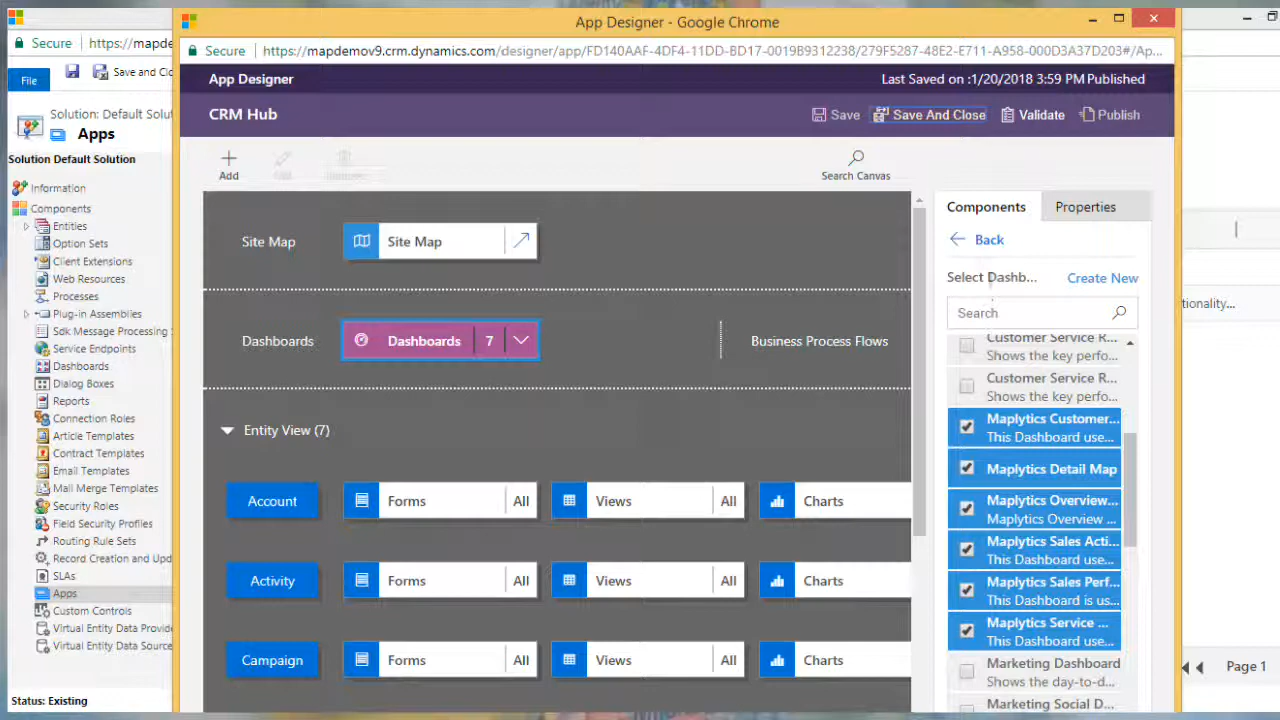 App Designer - Google Chrome
Secure
https://mapde
Secure
https://mapdemov9.crm.dynamics.com/designer/app/FD140AAF-4DF4-11DD-BD17-0019B9312238/279F5287-48E2-E711-A958-000D3A37D203#/Ap...
File
Save and Clo
App Designer
Last Saved on :1/20/2018 3:59 PM Published
Solution: Default Solut
Apps
CRM Hub
Save
Save And Close
Validate
Publish
Solution Default Solution
Information
Components
Entities
Option Sets
Client Extensions
Web Resources
Processes
Plug-in Assemblies
Sdk Message Processing S
Service Endpoints
Dashboards
Dialog Boxes
Reports
Connection Roles
Article Templates
Contract Templates
Email Templates
Mail Merge Templates
Security Roles
Field Security Profiles
Routing Rule Sets
Record Creation and Upd
SLAs
Apps
Custom Controls
Virtual Entity Data Provide
Virtual Entity Data Source
Status: Existing
Add
Search Canvas
Site Map
Site Map
Dashboards
Dashboards
7
Business Process Flows
Entity View (7)
Account
Forms
All
Views
All
Charts
Activity
Forms
All
Views
All
Charts
Campaign
Forms
All
Views
All
Charts
Components
Properties
Back
Select Dashb...
Create New
Search
Customer Service R...
Shows the key perfo...
Customer Service R...
Shows the key perfo...
Maplytics Customer...
This Dashboard use...
Maplytics Detail Map
Maplytics Overview...
Maplytics Overview ...
Maplytics Sales Acti...
This Dashboard use...
Maplytics Sales Perf...
This Dashboard is us...
Maplytics Service ...
This Dashboard use...
Marketing Dashboard
Shows the day-to-d...
Marketing Social D...
tionality...
Page 1